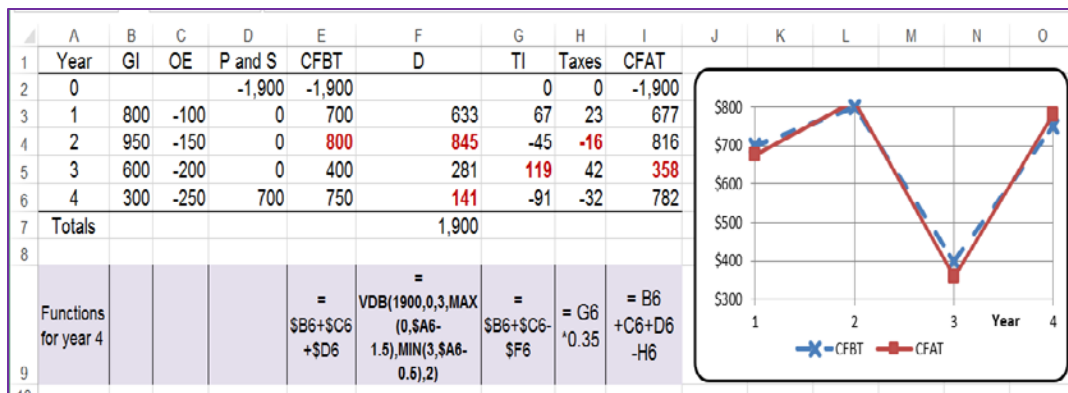 A B C D E F G H I J K L M N O
1 Year GI OE P and S CFBT D TI Taxes CFAT
2 0 -1,900 -1,900 0 0 -1,900
3 1 800 -100 0 700 633 67 23 677
4 2 950 -150 0 800 845 -45 -16 816
5 3 600 -200 0 400 281 119 42 358
6 4 300 -250 700 750 141 -91 -32 782
7 Totals 1,900
8
9
Functions
for year 4
=
$B6+$C6
+$D6
=
VDB(1900,0,3,MAX
(0,$A6-
1.5),MIN(3,$A6-
0.5),2)
=
$B6+$C6-
$F6
= G6
*0.35
= B6
+C6+D6
-H6
$800
$700
$600
$500
$400
$300
1 2 3 Year 4
CFBT CFAT